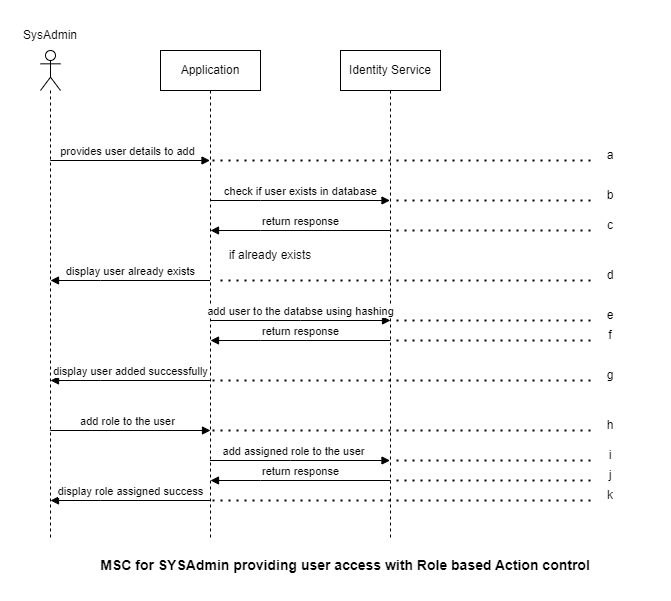 SysAdmin
Application
Identity Service
provides user details to add
a
check if user exists in database
b
return response
c
if already exists
display user already exists
d
add user to the databse using hashing
e
return response
f
display user added successfully
g
add role to the user
h
add assigned role to the user
i
return response
j
display role assigned success
k
MSC for SYSAdmin providing user access with Role based Action control